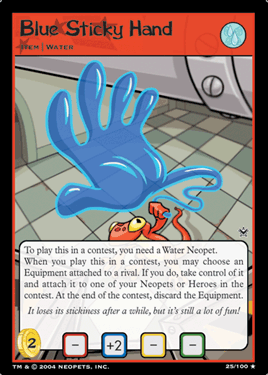 Blue Sticky Hand
Item | Water
To play this in a contest, you need a Water Neopet.
When you play this in a contest, you may choose an
Equipment attached to a rival. If you do, take control of it
and attach it to one of your Neopets or Heroes in the
contest. At the end of the contest, discard the Equipment.
It loses its stickiness after a while, but it's still a lot of fun!
2 - +2 - -
TM & © 2004 NEOPETS, INC. 25/100 ★